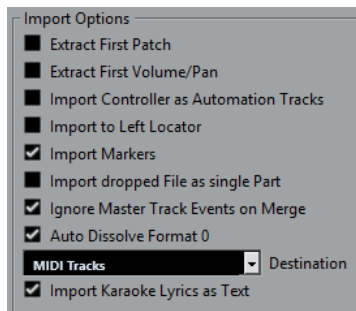 Import Options
Extract First Patch
Extract First Volume/Pan
Import Controller as Automation Tracks
Import to Left Locator
Import Markers
Import dropped File as single Part
Ignore Master Track Events on Merge
Auto Dissolve Format 0
MIDI Tracks Destination
Import Karaoke Lyrics as Text